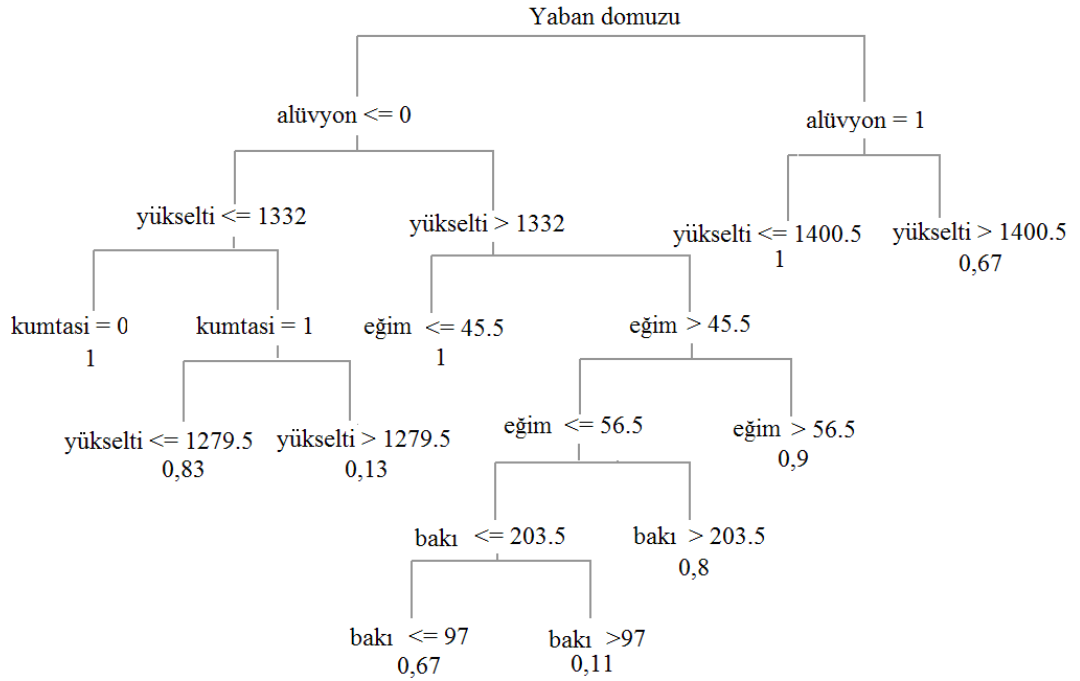 Yaban domuzu
alüvyon <= 0
alüvyon = 1
yükselti <= 1332
yükselti > 1332
yükselti <= 1400.5
1
yükselti > 1400.5
0,67
kumtasi = 0
1
kumtasi = 1
eğim <= 45.5
1
eğim > 45.5
yükselti <= 1279.5
0,83
yükselti > 1279.5
0,13
eğim <= 56.5
eğim > 56.5
0,9
bakı <= 203.5
bakı > 203.5
0,8
bakı <= 97
0,67
bakı >97
0,11